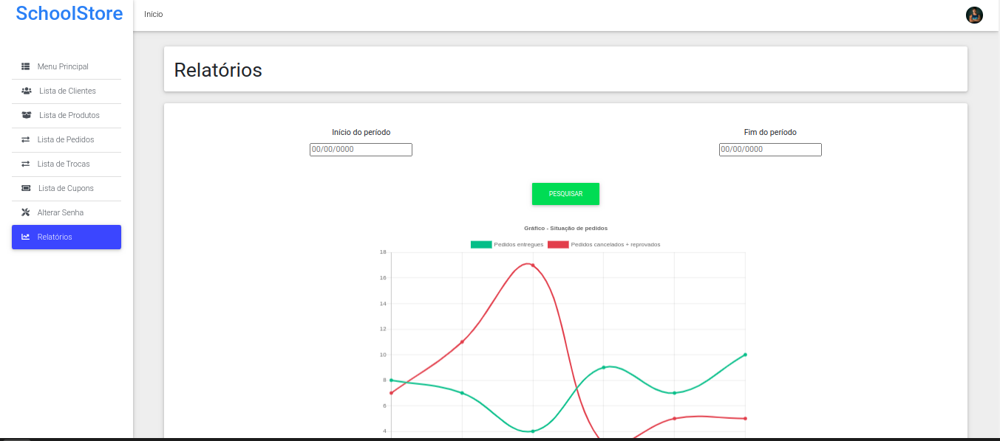 SchoolStore
Início
Menu Principal
Lista de Clientes
Lista de Produtos
Lista de Pedidos
Lista de Trocas
Lista de Cupons
Alterar Senha
Relatórios
Relatórios
Início do período
Fim do período
00/00/0000
00/00/0000
PESQUISAR
Gráfico - Situação de pedidos
Pedidos entregues
Pedidos cancelados + reprovados
18
16
14
12
10
8
6
4